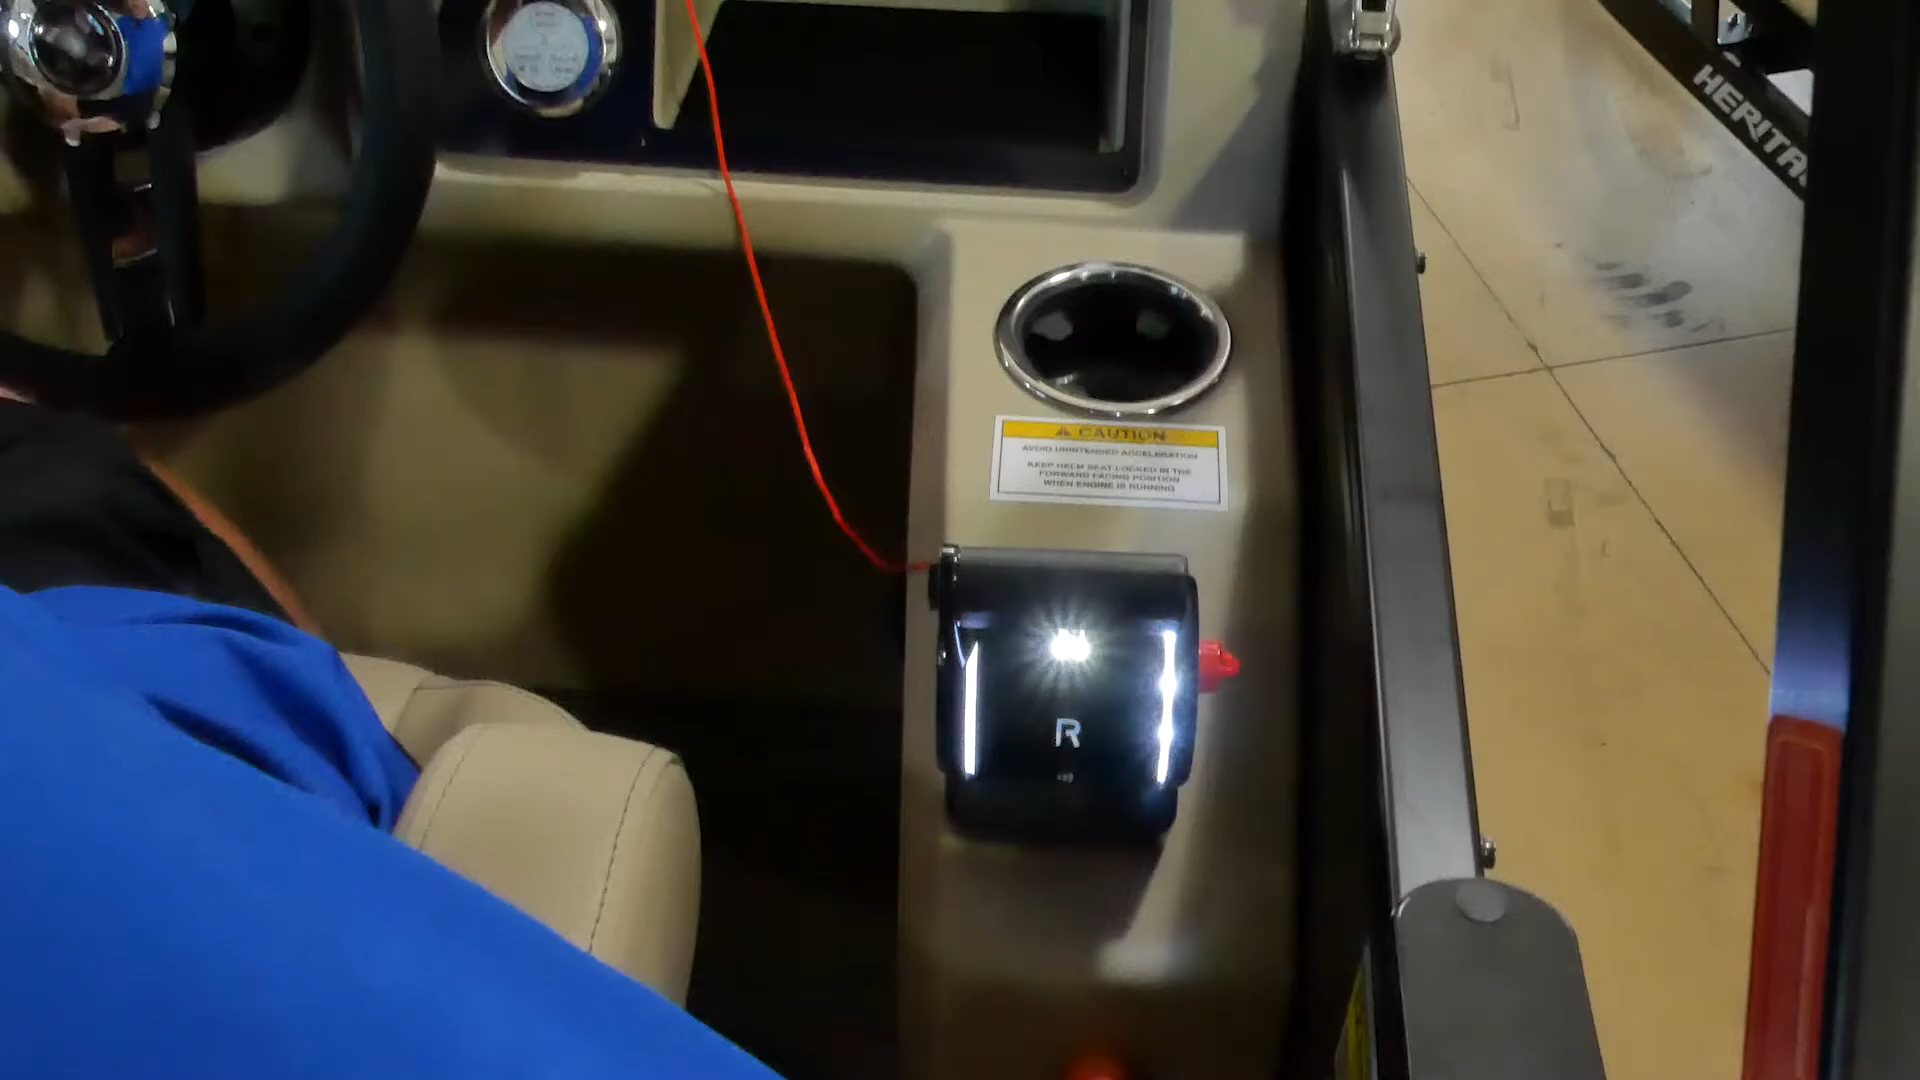 HERITA
CAUTION
AVOID UNINTENDED ACCELERATION
KEEP HELM SEAT LOCKED IN THE
FORWARD FACING POSITION
WHEN ENGINE IS RUNNING
R